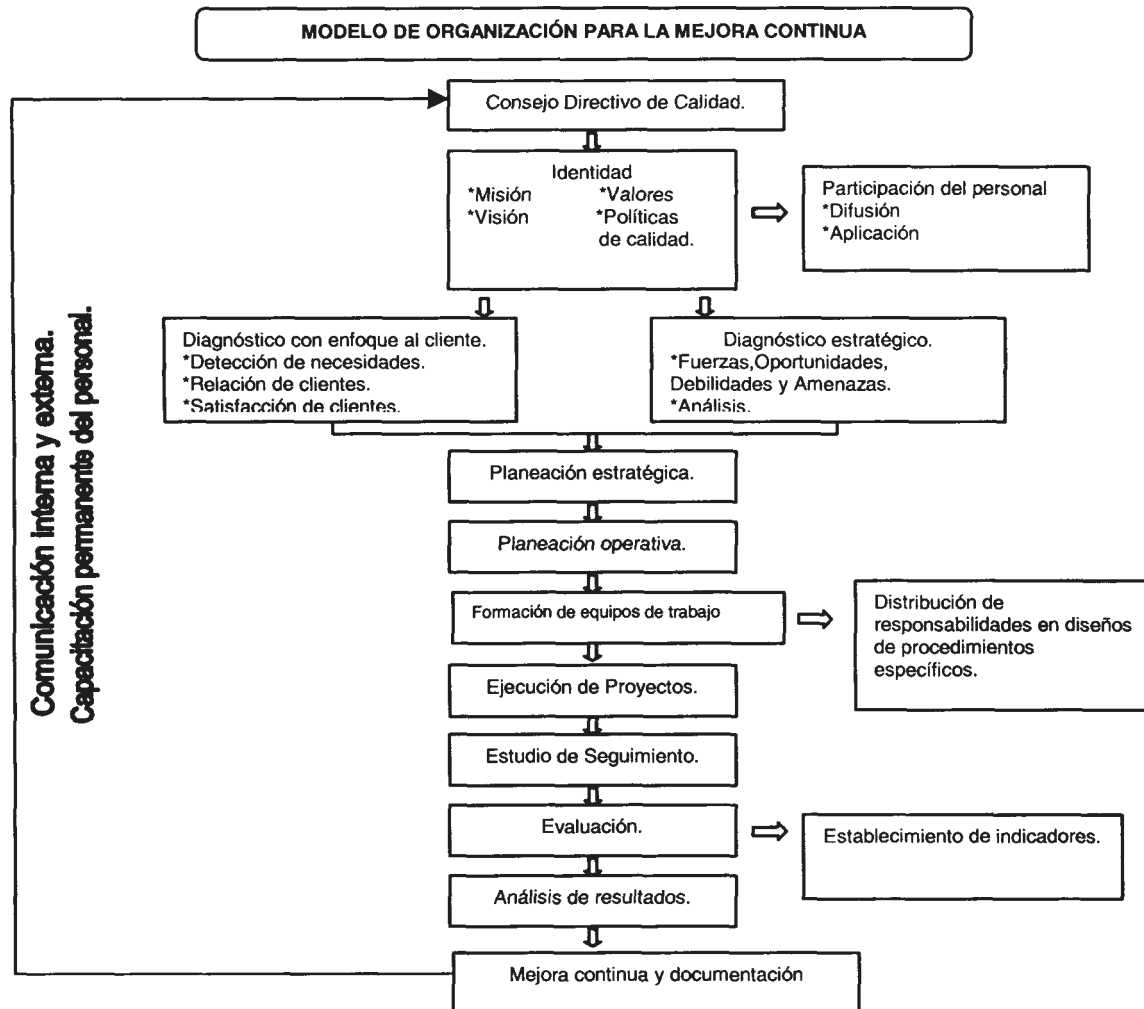 MODELO DE ORGANIZACIÓN PARA LA MEJORA CONTINUA
Consejo Directivo de Calidad.
Identidad
*Misión *Valores
*Visión *Políticas
de calidad.
Participación del personal
*Difusión
*Aplicación
Diagnóstico con enfoque al cliente.
*Detección de necesidades.
*Relación de clientes.
*Satisfacción de clientes.
Diagnóstico estratégico.
*Fuerzas,Oportunidades,
Debilidades y Amenazas.
*Análisis.
Comunicación interna y externa.
Capacitación permanente del personal.
Planeación estratégica.
Planeación operativa.
Formación de equipos de trabajo
Distribución de
responsabilidades en diseños
de procedimientos
específicos.
Ejecución de Proyectos.
Estudio de Seguimiento.
Evaluación.
Establecimiento de indicadores.
Análisis de resultados.
Mejora continua y documentación